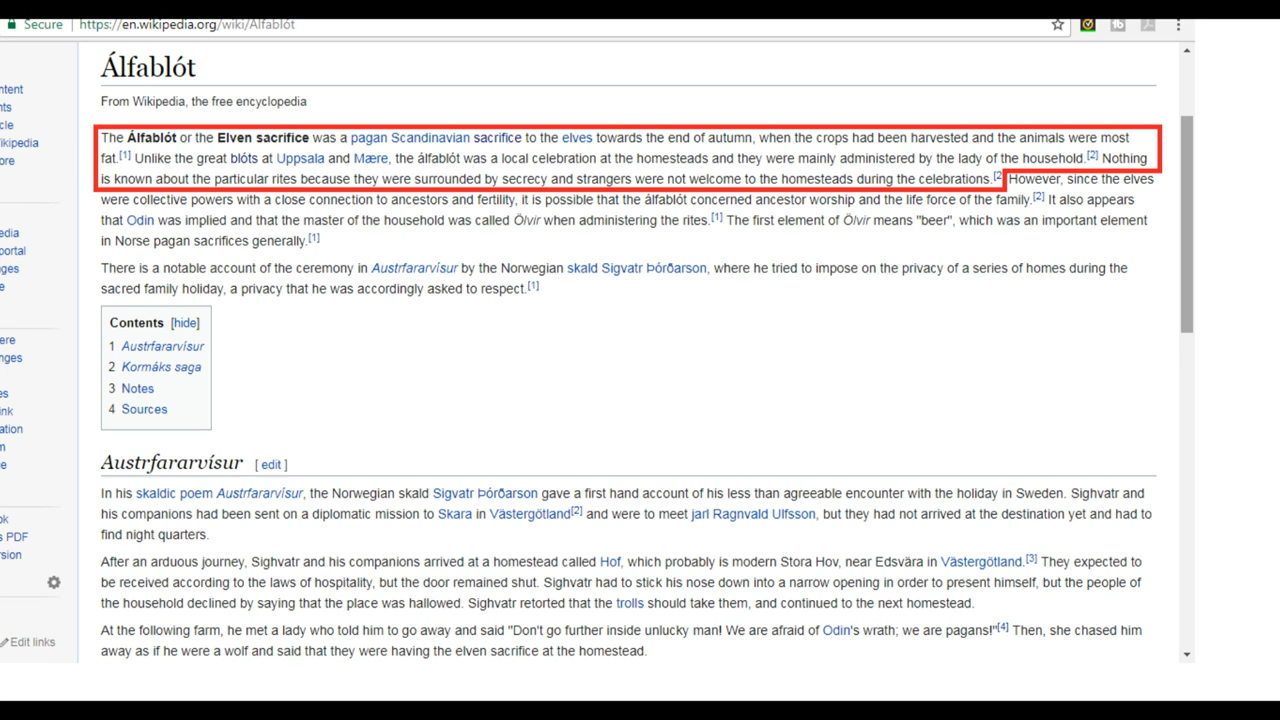 Secure https://en.wikipedia.org/wiki/Álfablót
Álfablót
From Wikipedia, the free encyclopedia
The Álfablót or the Elven sacrifice was a pagan Scandinavian sacrifice to the elves towards the end of autumn, when the crops had been harvested and the animals were most
fat.[1] Unlike the great blóts at Uppsala and Mære, the álfablót was a local celebration at the homesteads and they were mainly administered by the lady of the household.[2] Nothing
is known about the particular rites because they were surrounded by secrecy and strangers were not welcome to the homesteads during the celebrations.[2 However, since the elves
were collective powers with a close connection to ancestors and fertility, it is possible that the álfablót concerned ancestor worship and the life force of the family.[2] It also appears
that Odin was implied and that the master of the household was called Ölvir when administering the rites.[1] The first element of Ölvir means "beer", which was an important element
in Norse pagan sacrifices generally.[1]
There is a notable account of the ceremony in Austrfararvísur by the Norwegian skald Sigvatr Þórðarson, where he tried to impose on the privacy of a series of homes during the
sacred family holiday, a privacy that he was accordingly asked to respect.[1]
Contents [hide]
1 Austrfararvísur
2 Kormáks saga
3 Notes
4 Sources
Austrfararvísur [ edit ]
In his skaldic poem Austrfararvísur, the Norwegian skald Sigvatr Þórðarson gave a first hand account of his less than agreeable encounter with the holiday in Sweden. Sighvatr and
his companions had been sent on a diplomatic mission to Skara in Västergötland[2] and were to meet jarl Ragnvald Ulfsson, but they had not arrived at the destination yet and had to
find night quarters.
After an arduous journey, Sighvatr and his companions arrived at a homestead called Hof, which probably is modern Stora Hov, near Edsvära in Västergötland.[3] They expected to
be received according to the laws of hospitality, but the door remained shut. Sighvatr had to stick his nose down into a narrow opening in order to present himself, but the people of
the household declined by saying that the place was hallowed. Sighvatr retorted that the trolls should take them, and continued to the next homestead.
At the following farm, he met a lady who told him to go away and said "Don't go further inside unlucky man! We are afraid of Odin's wrath; we are pagans!"[4] Then, she chased him
away as if he were a wolf and said that they were having the elven sacrifice at the homestead.
ntent
nts
cle
ikipedia
ore
edia
portal
nges
e
ere
nges
es
ink
ation
m
e
ok
s PDF
ersion
Edit links